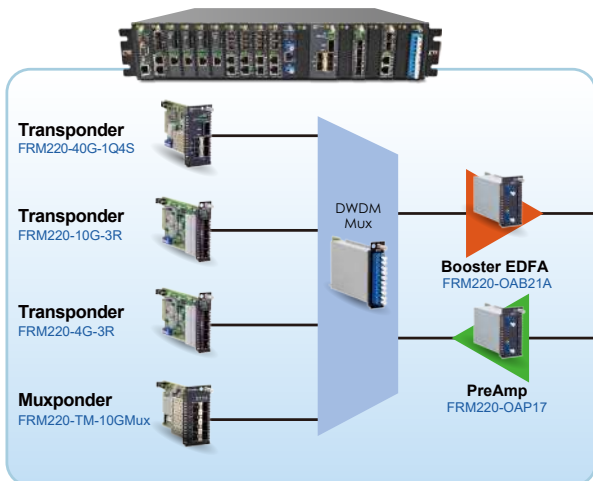 Transponder
FRM220-40G-1Q4S
Transponder
FRM220-10G-3R
Transponder
FRM220-4G-3R
Muxponder
FRM220-TM-10GMux
DWDM
Mux
Booster EDFA
FRM220-OAB21A
PreAmp
FRM220-OAP17